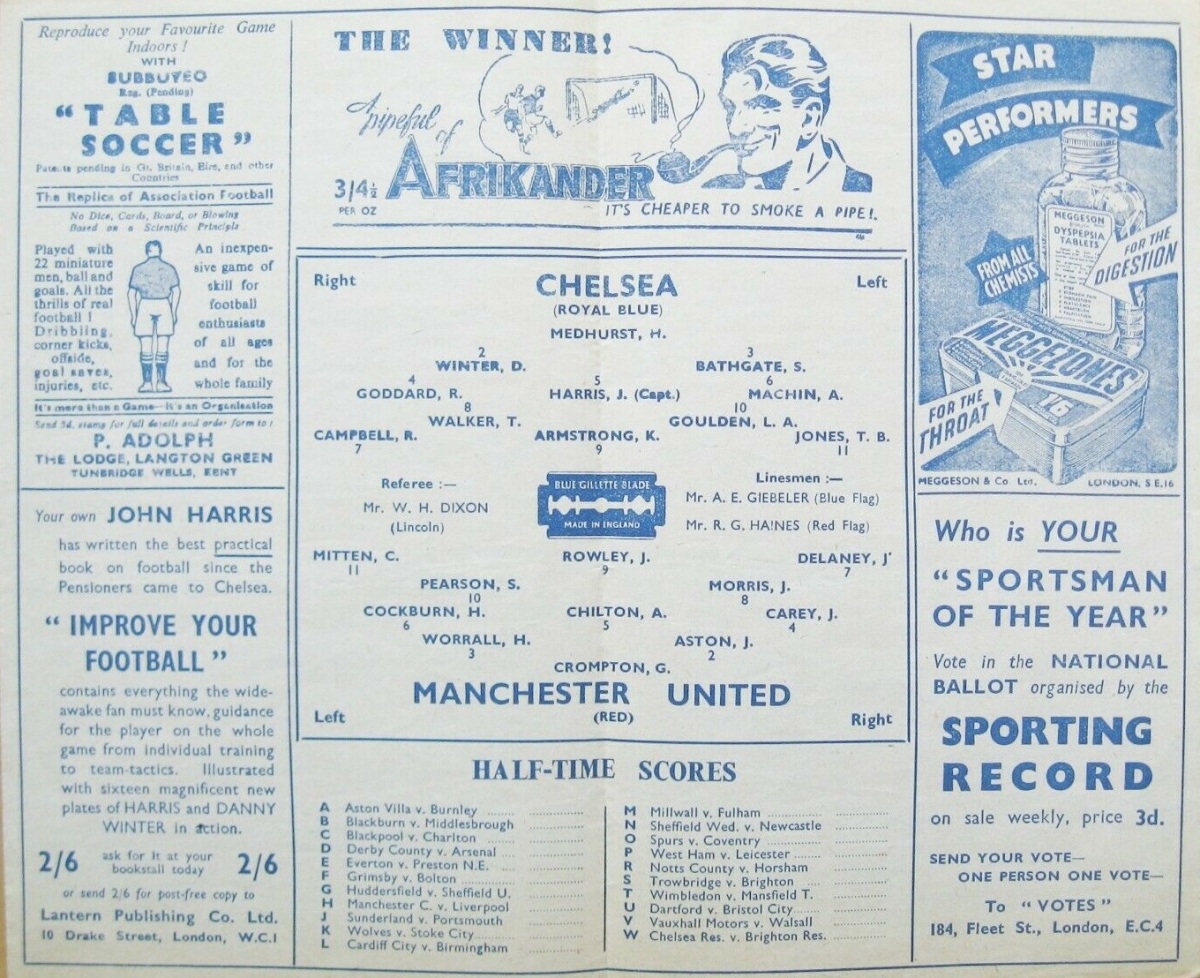 Reproduce your Favourite Game
Indoors !
WITH
SUBBUTEO
Reg. (Pending)
"TABLE
SOCCER"
Patents pending in Gt. Britain, Eire, and other
Countries
The Replica of Association Football
No Dice, Cards, Board, or Blowing
Based on a Scientific Principle
Played with
22 miniature
men, ball and
goals. All the
thrills of real
football !
Dribbling,
corner kicks,
offside,
goal saves,
injuries, etc.
An inexpen-
sive game of
skill for
football
enthusiasts
of all ages
and for the
whole family
It's more than a Game—It's an Organisation
Send 3d. stamp for full details and order form to :
P. ADOLPH
THE LODGE, LANGTON GREEN
TUNBRIDGE WELLS, KENT
Your own JOHN HARRIS
has written the best practical
book on football since the
Pensioners came to Chelsea.
" IMPROVE YOUR
FOOTBALL "
contains everything the wide-
awake fan must know, guidance
for the player on the whole
game from individual training
to team-tactics. Illustrated
with sixteen magnificent new
plates of HARRIS and DANNY
WINTER in action.
2/6 ask for it at your 2/6
bookstall today
or send 2/6 for post-free copy to
Lantern Publishing Co. Ltd.
10 Drake Street, London, W.C.1
THE WINNER!
A pipeful of
AFRIKANDER
3/4½
PER OZ
IT'S CHEAPER TO SMOKE A PIPE!.
Right CHELSEA Left
(ROYAL BLUE)
MEDHURST, H.
2 3
WINTER, D. BATHGATE, S.
4 5 6
GODDARD, R. HARRIS, J. (Capt.) MACHIN, A.
8 10
WALKER, T. GOULDEN, L. A.
CAMPBELL, R. ARMSTRONG, K. JONES, T. B.
7 9 11
Referee :—
Mr. W. H. DIXON
(Lincoln)
BLUE GILLETTE BLADE
MADE IN ENGLAND
Linesmen :—
Mr. A. E. GIEBELER (Blue Flag)
Mr. R. G. HAINES (Red Flag)
MITTEN, C. ROWLEY, J. DELANEY, J'
11 9 7
PEARSON, S. MORRIS, J.
10 8
COCKBURN, H. CHILTON, A. CAREY, J.
6 5 4
WORRALL, H. ASTON, J.
3 2
CROMPTON, G.
MANCHESTER UNITED
Left (RED) Right
HALF-TIME SCORES
A Aston Villa v. Burnley
B Blackburn v. Middlesbrough
C Blackpool v. Charlton
D Derby County v. Arsenal
E Everton v. Preston N.E.
F Grimsby v. Bolton
G Huddersfield v. Sheffield U.
H Manchester C. v. Liverpool
J Sunderland v. Portsmouth
K Wolves v. Stoke City
L Cardiff City v. Birmingham
M Millwall v. Fulham
N Sheffield Wed. v. Newcastle
O Spurs v. Coventry
P West Ham v. Leicester
R Notts County v. Horsham
S Trowbridge v. Brighton
T Wimbledon v. Mansfield T.
U Dartford v. Bristol City
V Vauxhall Motors v. Walsall
W Chelsea Res. v. Brighton Res.
STAR
PERFORMERS
MEGGESON
DYSPEPSIA
TABLETS
FROM ALL
CHEMISTS
FOR THE
DIGESTION
MEGGEZONES
1/6
FOR THE
THROAT
MEGGESON & Co. Ltd, LONDON, S E.16
Who is YOUR
" SPORTSMAN
OF THE YEAR "
Vote in the NATIONAL
BALLOT organised by the
SPORTING
RECORD
on sale weekly, price 3d.
SEND YOUR VOTE—
ONE PERSON ONE VOTE—
To " VOTES "
184, Fleet St., London, E.C.4